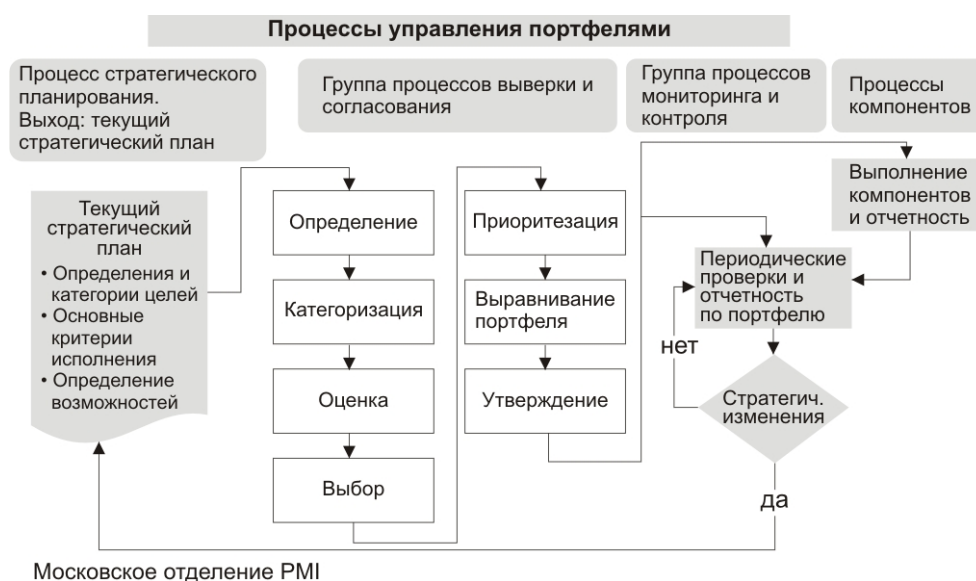 Процессы управления портфелями
Процесс стратегического
планирования.
Выход: текущий
стратегический план
Группа процессов выверки и
согласования
Группа процессов
мониторинга и
контроля
Процессы
компонентов
Текущий
стратегический
план
• Определения и
категории целей
• Основные
критерии
исполнения
• Определение
возможностей
Определение
Категоризация
Оценка
Выбор
Приоритезация
Выравнивание
портфеля
Утверждение
Выполнение
компонентов
и отчетность
Периодические
проверки и
отчетность
по портфелю
нет
Стратегич.
изменения
да
Московское отделение PMI